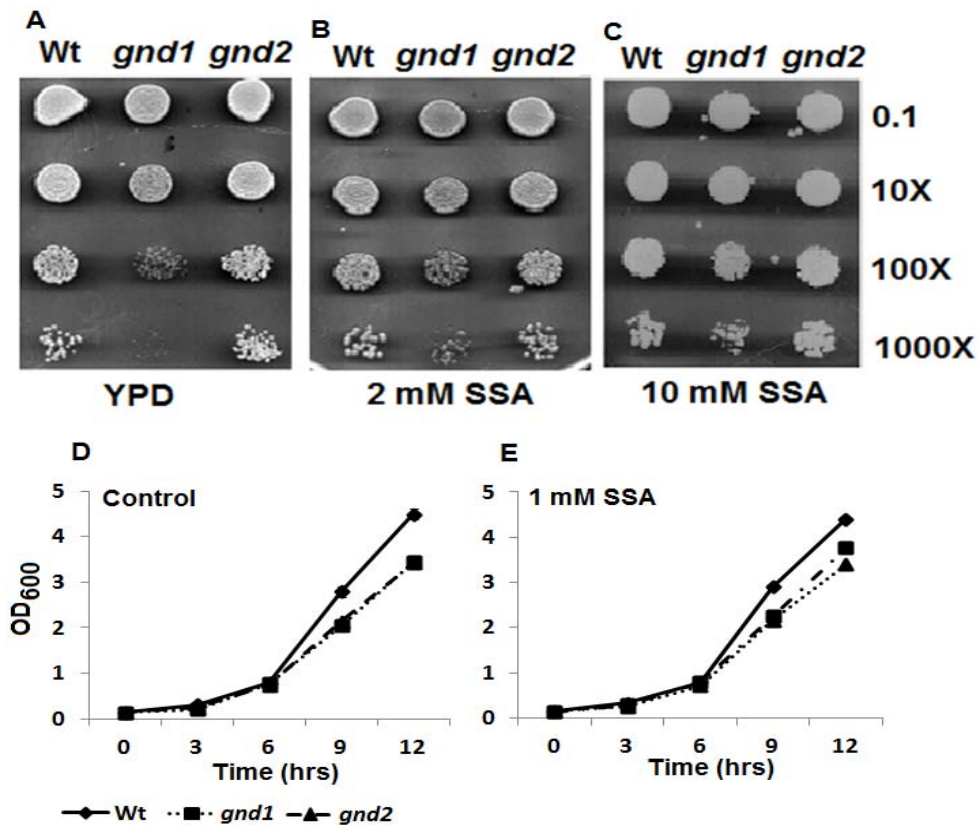 A
Wt gnd1 gnd2
B
Wt gnd1 gnd2
C
Wt gnd1 gnd2
0.1
10X
100X
1000X
YPD
2 mM SSA
10 mM SSA
D
Control
OD600
5
4
3
2
1
0
0 3 6 9 12
Time (hrs)
E
1 mM SSA
5
4
3
2
1
0
0 3 6 9 12
Time (hrs)
Wt gnd1 gnd2